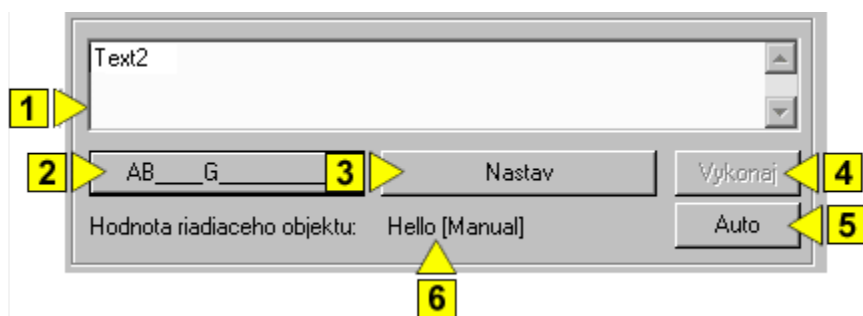 Text2
1
2 AB____G________ 3 Nastav Vykonaj 4
Hodnota riadiaceho objektu: Hello [Manual] Auto 5
6